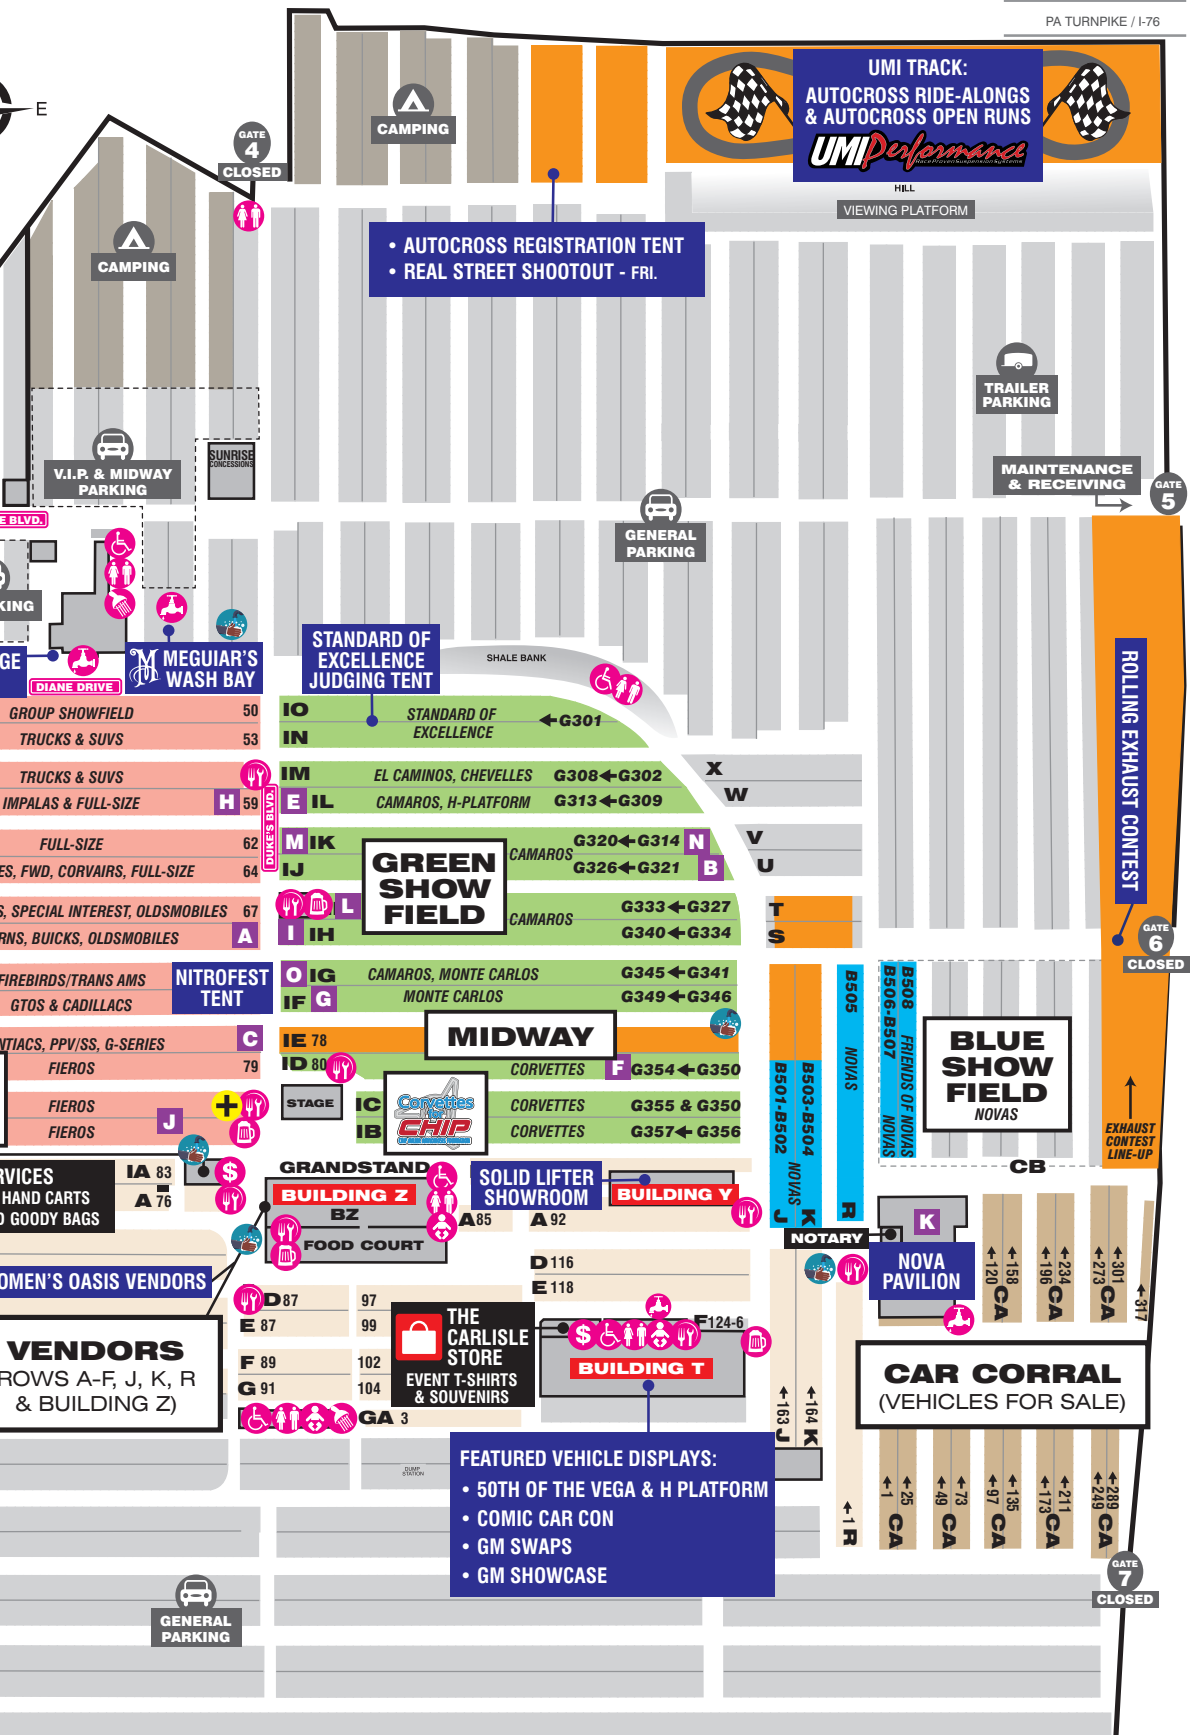 PA TURNPIKE / I-76
E
GATE
4
CLOSED
CAMPING
UMI TRACK:
AUTOCROSS RIDE-ALONGS
& AUTOCROSS OPEN RUNS
UMI Performance
HILL
VIEWING PLATFORM
CAMPING
• AUTOCROSS REGISTRATION TENT
• REAL STREET SHOOTOUT - FRI.
TRAILER
PARKING
V.I.P. & MIDWAY
PARKING
SUNRISE
CONCESSIONS
MAINTENANCE
& RECEIVING
GATE
5
E BLVD.
GENERAL
PARKING
KING
GE
MEGUIAR'S
WASH BAY
DIANE DRIVE
STANDARD OF
EXCELLENCE
JUDGING TENT
SHALE BANK
ROLLING EXHAUST CONTEST
GROUP SHOWFIELD 50
TRUCKS & SUVS 53
TRUCKS & SUVS
IMPALAS & FULL-SIZE H 59
FULL-SIZE 62
ES, FWD, CORVAIRS, FULL-SIZE 64
S, SPECIAL INTEREST, OLDSMOBILES 67
RNS, BUICKS, OLDSMOBILES A
FIREBIRDS/TRANS AMS
GTOS & CADILLACS
NITROFEST
TENT
NTIACS, PPV/SS, G-SERIES C
FIEROS 79
FIEROS
FIEROS
J
DUKE'S BLVD.
IO
STANDARD OF
EXCELLENCE
←G301
IN
IM EL CAMINOS, CHEVELLES G308←G302
E IL CAMAROS, H-PLATFORM G313←G309
M IK G320←G314 N
CAMAROS
IJ G326←G321 B
GREEN
SHOW
FIELD
L G333←G327
CAMAROS
I IH G340←G334
O IG CAMAROS, MONTE CARLOS G345←G341
IF G MONTE CARLOS G349←G346
IE 78
MIDWAY
ID 80 CORVETTES F G354←G350
STAGE
IC CORVETTES G355 & G350
IB CORVETTES G357←G356
Corvettes
for
CHIP
X
W
V
U
T
S
GATE
6
CLOSED
B501-B502
B503-B504
NOVAS
J
K
B505 NOVAS
R
B506-B507 NOVAS
B508 FRIENDS OF NOVAS
BLUE
SHOW
FIELD
NOVAS
CB
EXHAUST
CONTEST
LINE-UP
RVICES
HAND CARTS
D GOODY BAGS
IA 83
A 76
GRANDSTAND
BUILDING Z
BZ
FOOD COURT
SOLID LIFTER
SHOWROOM
BUILDING Y
A 85
A 92
NOTARY
K
NOVA
PAVILION
OMEN'S OASIS VENDORS
D 116
E 118
D 87
97
E 87
99
F 89
102
G 91
104
GA 3
VENDORS
ROWS A-F, J, K, R
& BUILDING Z)
THE
CARLISLE
STORE
EVENT T-SHIRTS
& SOUVENIRS
F124-6
BUILDING T
←120
←158
CA
←196
←234
CA
←273
←301
CA
←317
CAR CORRAL
(VEHICLES FOR SALE)
←163 J
←164 K
←1 R
←1
←25
CA
←49
←73
CA
←97
←135
CA
←173
←211
CA
←249
←289
CA
DUMP
STATION
FEATURED VEHICLE DISPLAYS:
• 50TH OF THE VEGA & H PLATFORM
• COMIC CAR CON
• GM SWAPS
• GM SHOWCASE
GATE
7
CLOSED
GENERAL
PARKING